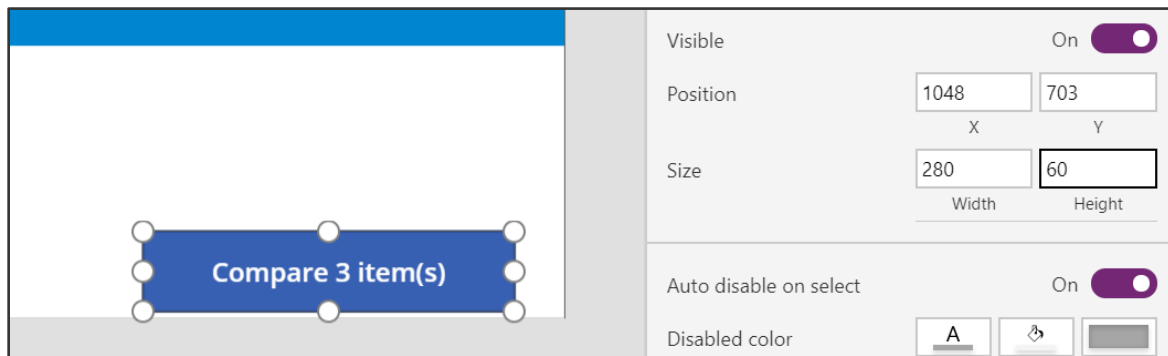 Visible On
Position 1048 703
X Y
Size 280 60
Width Height
Compare 3 item(s)
Auto disable on select On
Disabled color A